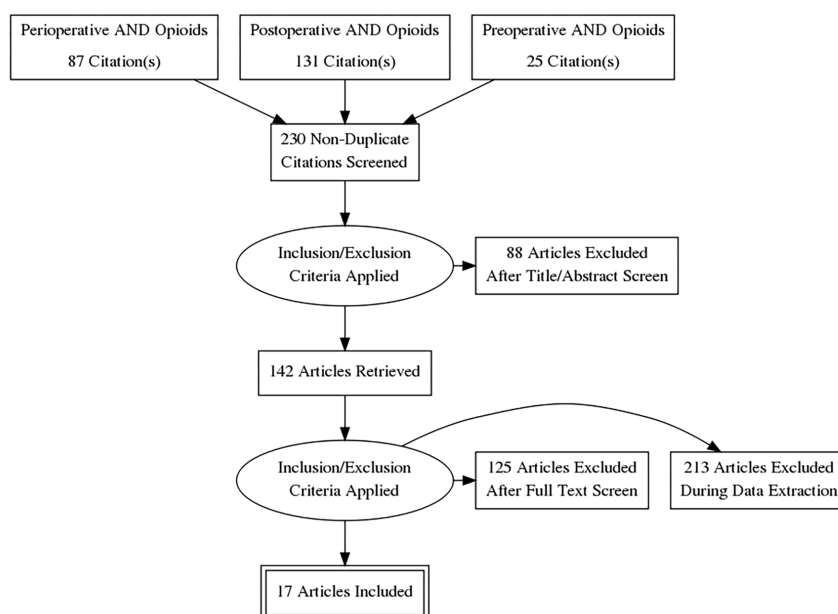 Perioperative AND Opioids
87 Citation(s)
Postoperative AND Opioids
131 Citation(s)
Preoperative AND Opioids
25 Citation(s)
230 Non-Duplicate
Citations Screened
Inclusion/Exclusion
Criteria Applied
88 Articles Excluded
After Title/Abstract Screen
142 Articles Retrieved
Inclusion/Exclusion
Criteria Applied
125 Articles Excluded
After Full Text Screen
213 Articles Excluded
During Data Extraction
17 Articles Included